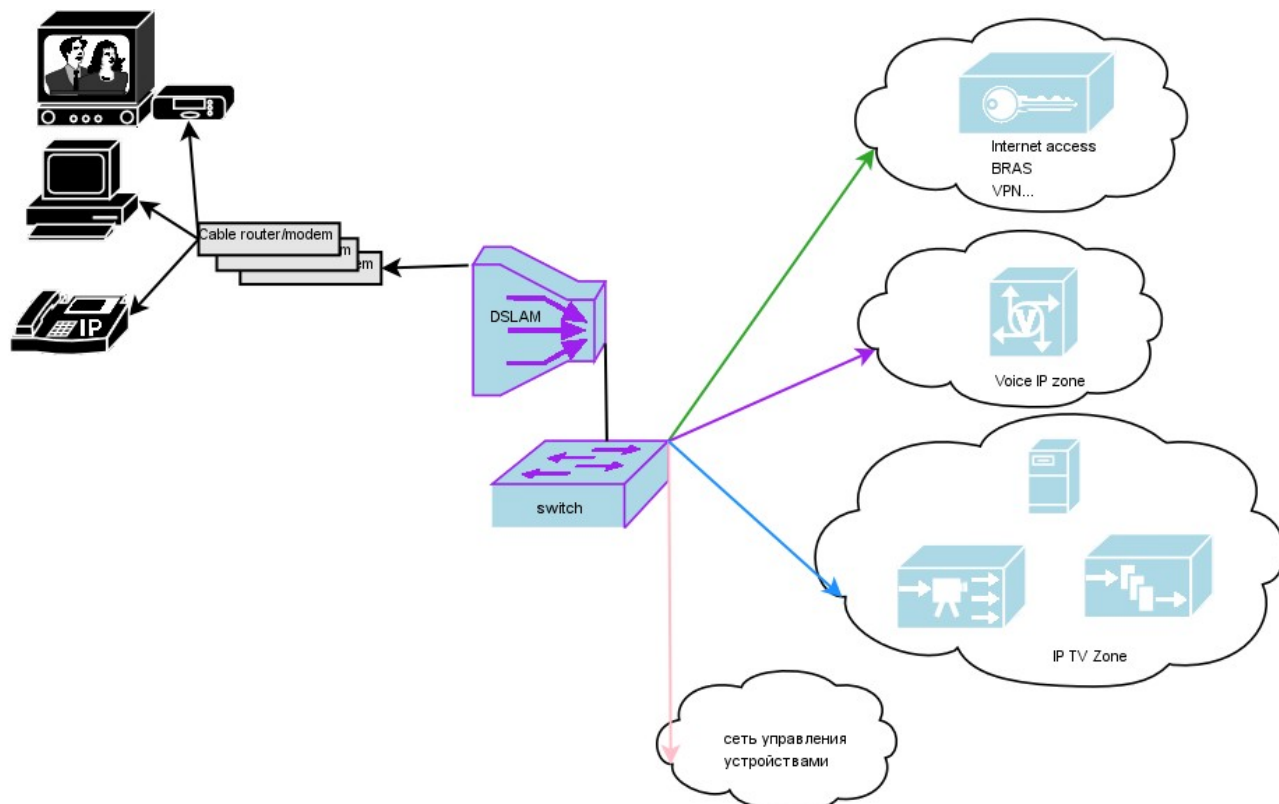 Internet access
BRAS
VPN...
Cable router/modem
em
em
IP
DSLAM
V
Voice IP zone
switch
IP TV Zone
сеть управления
устройствами